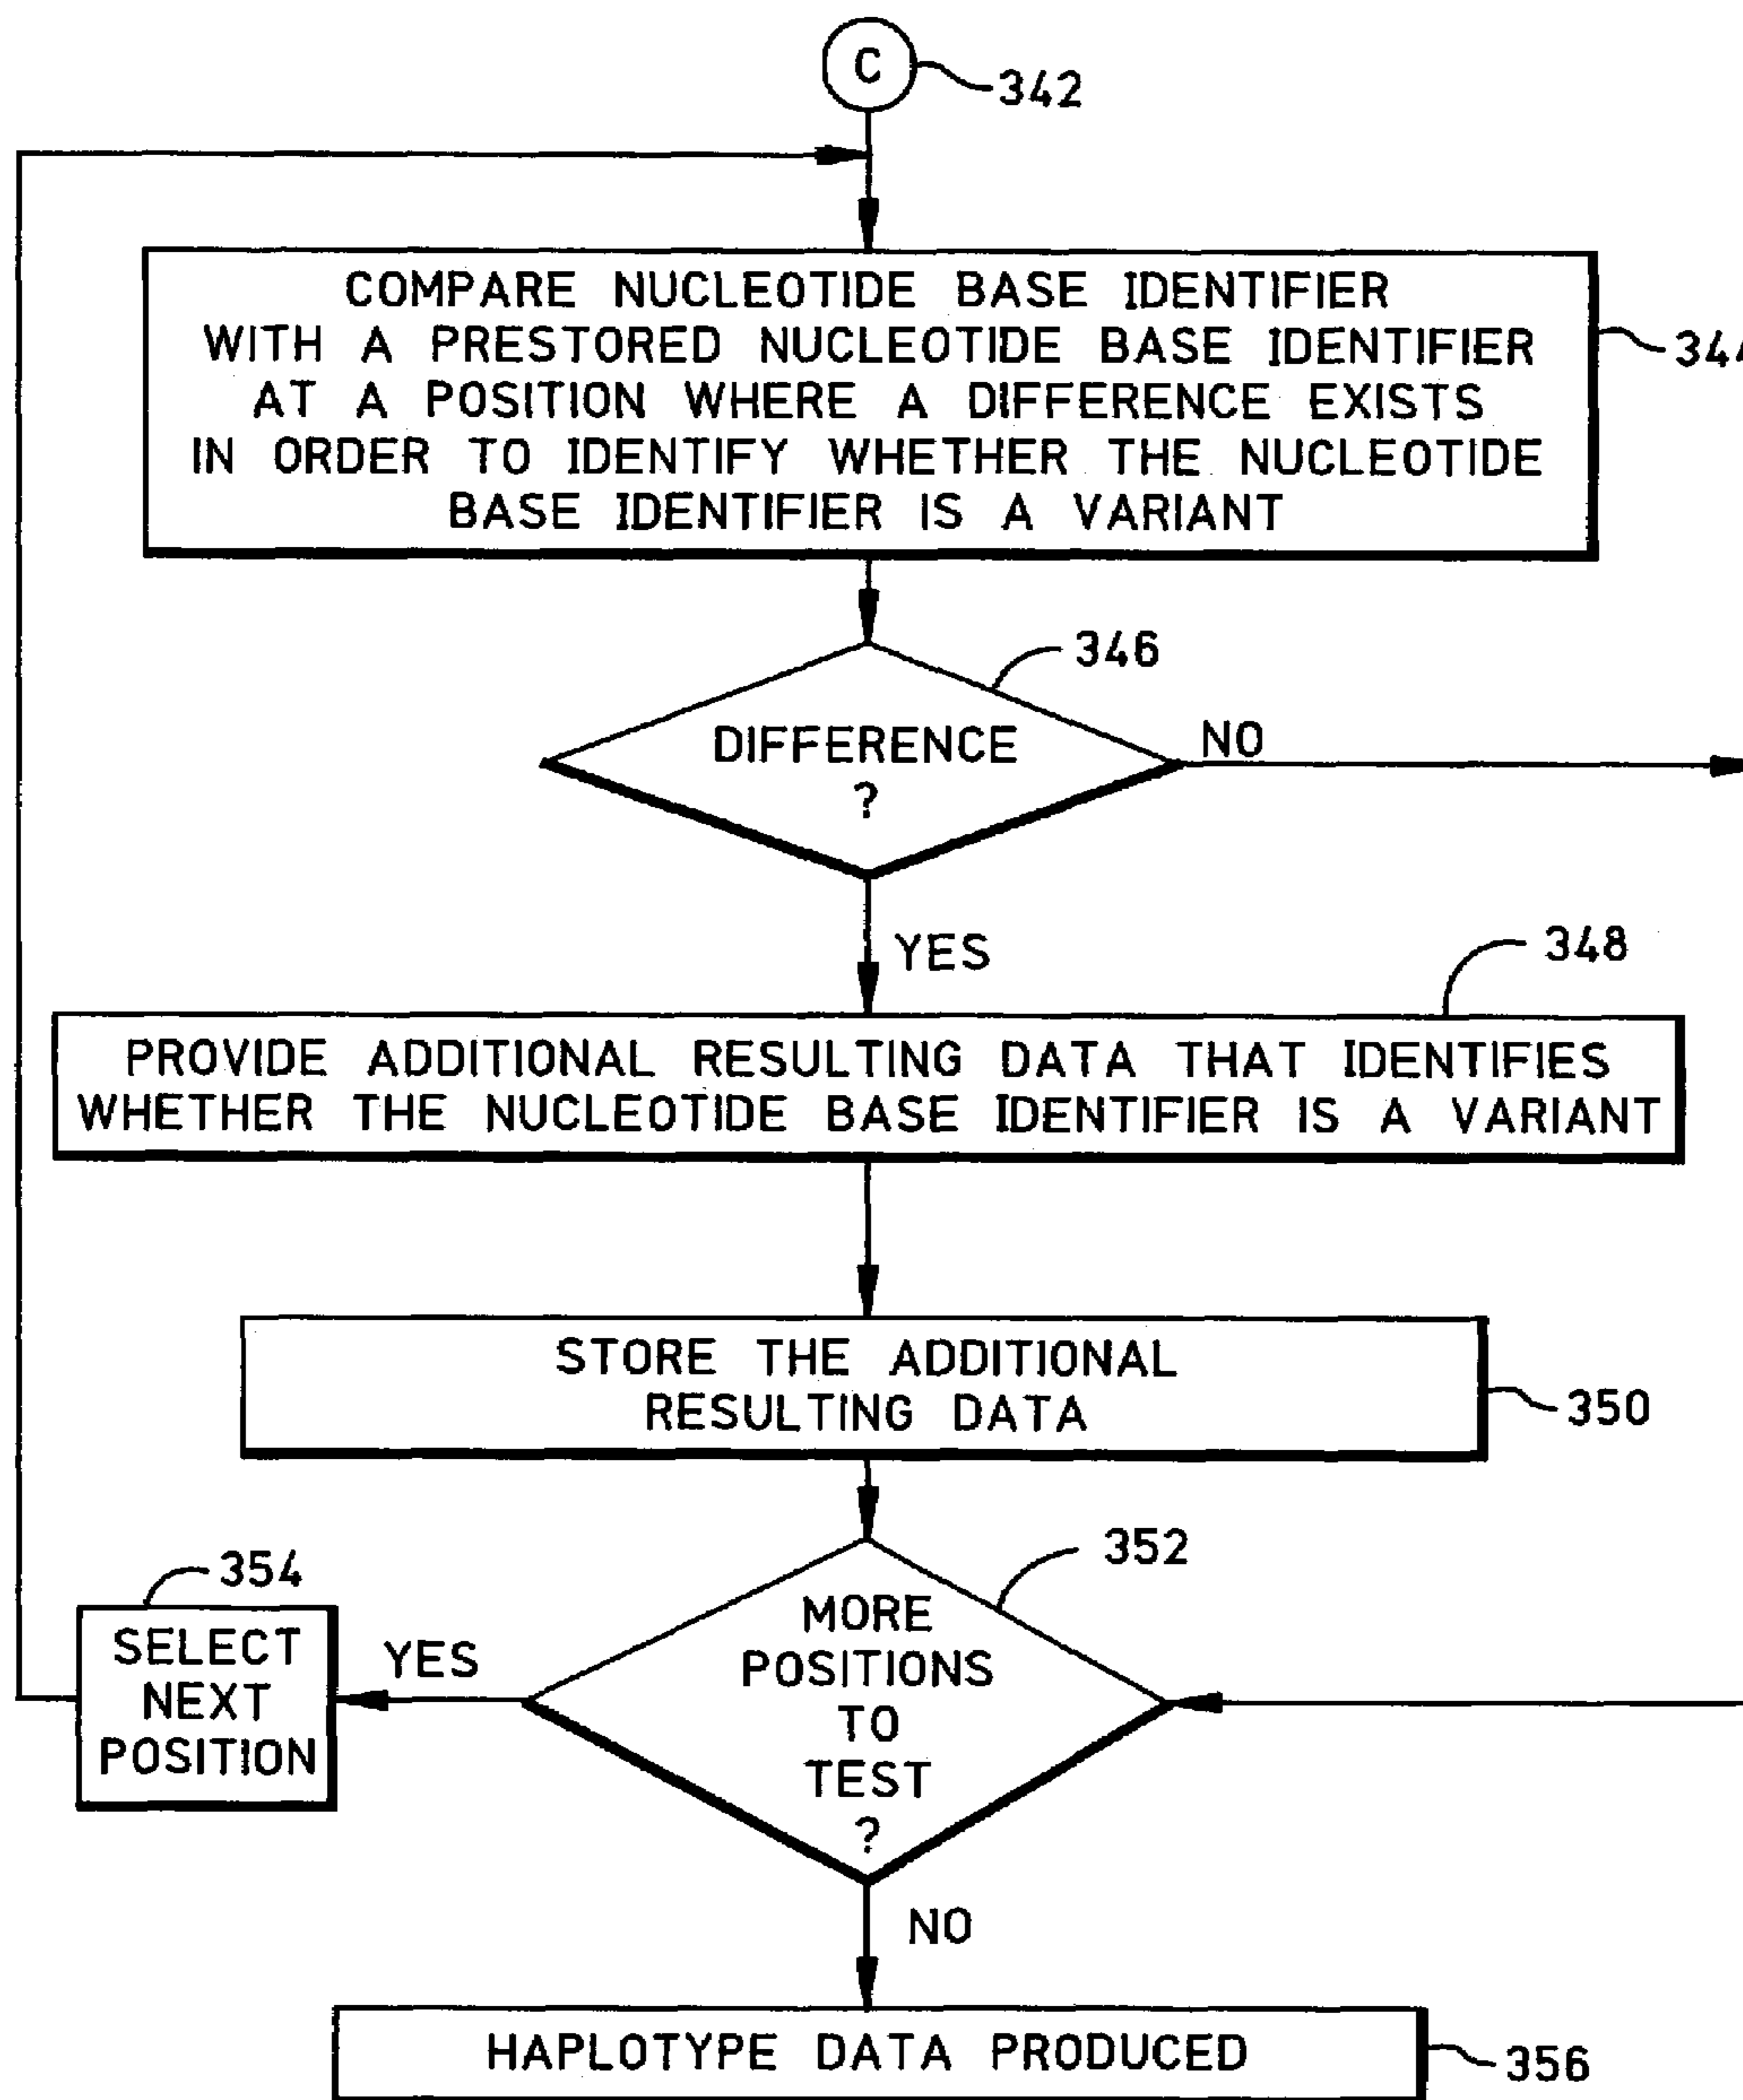 C
342
COMPARE NUCLEOTIDE BASE IDENTIFIER
WITH A PRESTORED NUCLEOTIDE BASE IDENTIFIER
AT A POSITION WHERE A DIFFERENCE EXISTS
IN ORDER TO IDENTIFY WHETHER THE NUCLEOTIDE
BASE IDENTIFIER IS A VARIANT
344
346
DIFFERENCE
?
NO
YES
348
PROVIDE ADDITIONAL RESULTING DATA THAT IDENTIFIES
WHETHER THE NUCLEOTIDE BASE IDENTIFIER IS A VARIANT
STORE THE ADDITIONAL
RESULTING DATA
350
352
MORE
POSITIONS
TO
TEST
?
YES
354
SELECT
NEXT
POSITION
NO
HAPLOTYPE DATA PRODUCED
356